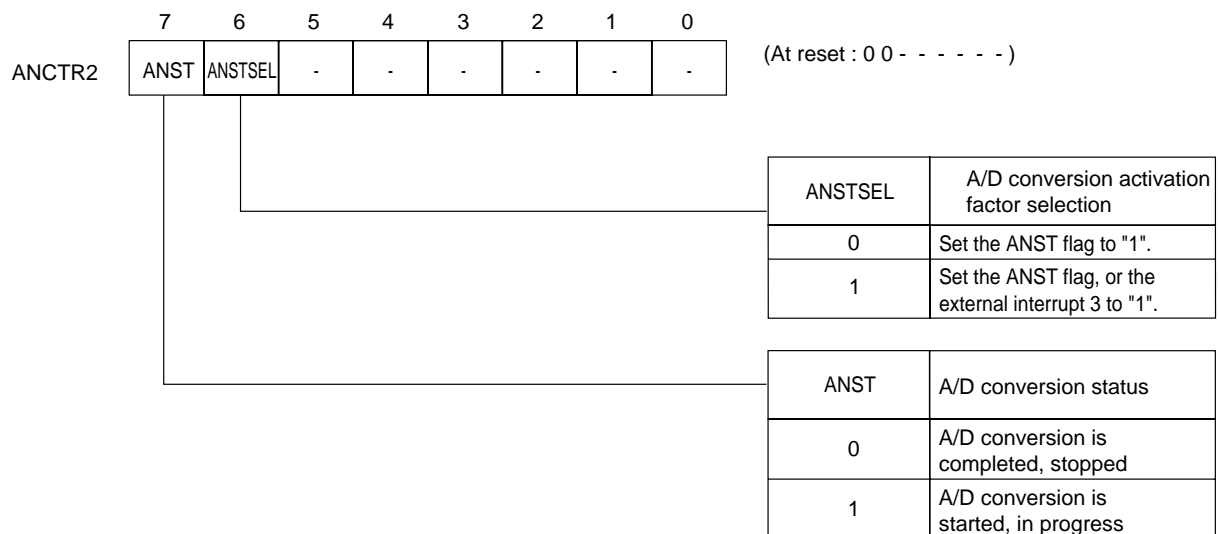 7 6 5 4 3 2 1 0
ANCTR2 ANST ANSTSEL - - - - - - (At reset : 0 0 - - - - - - )
ANSTSEL A/D conversion activation
factor selection
0 Set the ANST flag to "1".
1 Set the ANST flag, or the
external interrupt 3 to "1".
ANST A/D conversion status
0 A/D conversion is
completed, stopped
1 A/D conversion is
started, in progress